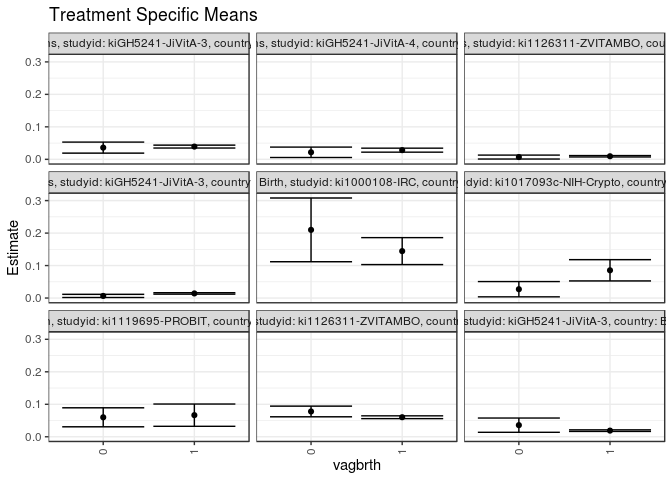 Treatment Specific Means
s, studyid: kiGH5241-JiVitA-3, country
s, studyid: kiGH5241-JiVitA-4, country
s, studyid: ki1126311-ZVITAMBO, cou
0.3
0.2
0.1
0.0
s, studyid: kiGH5241-JiVitA-3, country
Birth, studyid: ki1000108-IRC, country
dyid: ki1017093c-NIH-Crypto, country
0.3
0.2
0.1
0.0
, studyid: ki1119695-PROBIT, country
studyid: ki1126311-ZVITAMBO, count
studyid: kiGH5241-JiVitA-3, country: B
0.3
0.2
0.1
0.0
Estimate
0 1 0 1 0 1
vagbrth